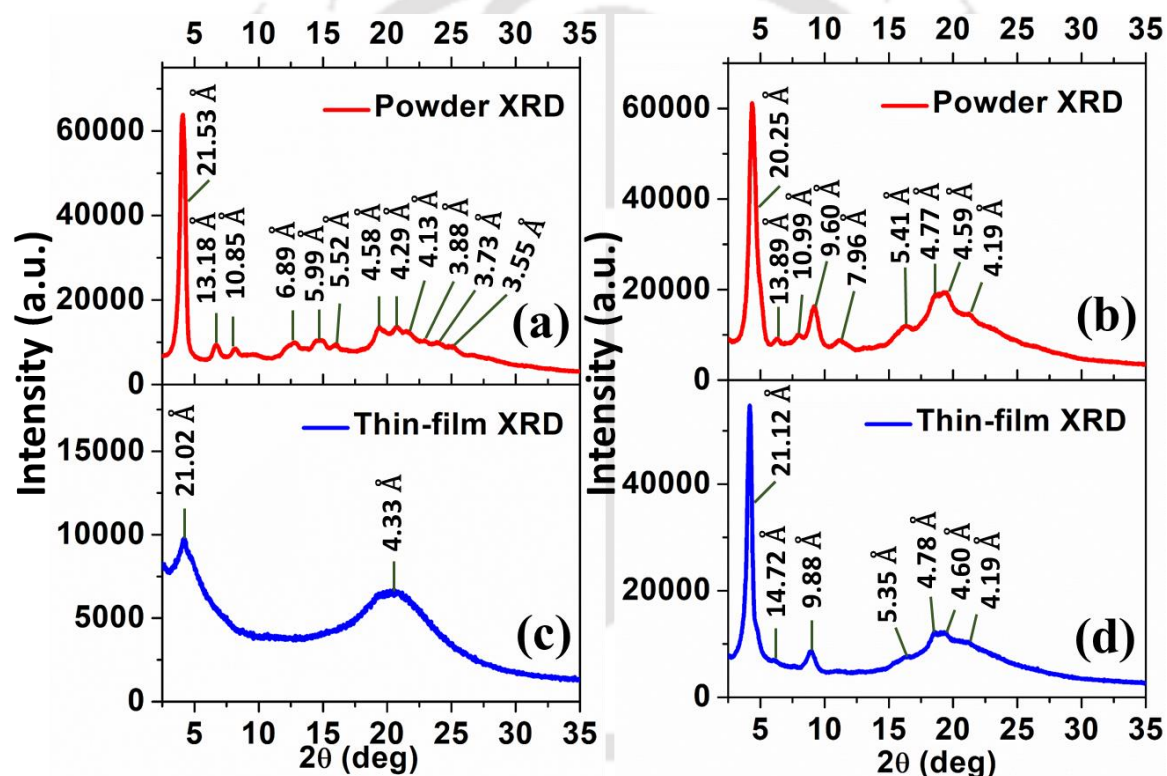 5 10 15 20 25 30 35
5 10 15 20 25 30 35
Intensity (a.u.)
60000
40000
20000
0
Powder XRD
21.53 Å
13.18 Å
10.85 Å
6.89 Å
5.99 Å
5.52 Å
4.58 Å
4.29 Å
4.13 Å
3.88 Å
3.73 Å
3.55 Å
(a)
Intensity (a.u.)
60000
40000
20000
0
Powder XRD
20.25 Å
13.89 Å
10.99 Å
9.60 Å
7.96 Å
5.41 Å
4.77 Å
4.59 Å
4.19 Å
(b)
15000
10000
5000
0
Thin-film XRD
21.02 Å
4.33 Å
(c)
5 10 15 20 25 30 35
2θ (deg)
40000
20000
0
Thin-film XRD
21.12 Å
14.72 Å
9.88 Å
5.35 Å
4.78 Å
4.60 Å
4.19 Å
(d)
5 10 15 20 25 30 35
2θ (deg)